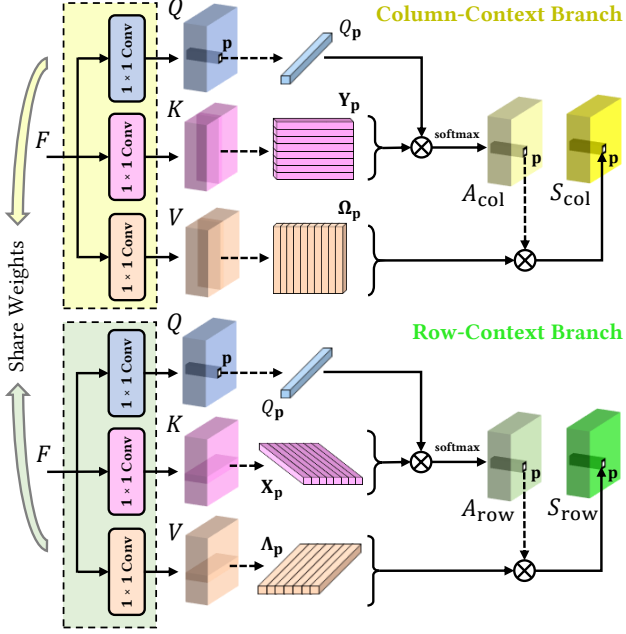 Column-Context Branch
Q
p
Q_p
1 × 1 Conv
K
Y_p
1 × 1 Conv
F
softmax
p
p
A_col
S_col
V
Ω_p
1 × 1 Conv
Share Weights
Row-Context Branch
Q
p
Q_p
1 × 1 Conv
K
X_p
1 × 1 Conv
F
softmax
p
p
A_row
S_row
V
Λ_p
1 × 1 Conv